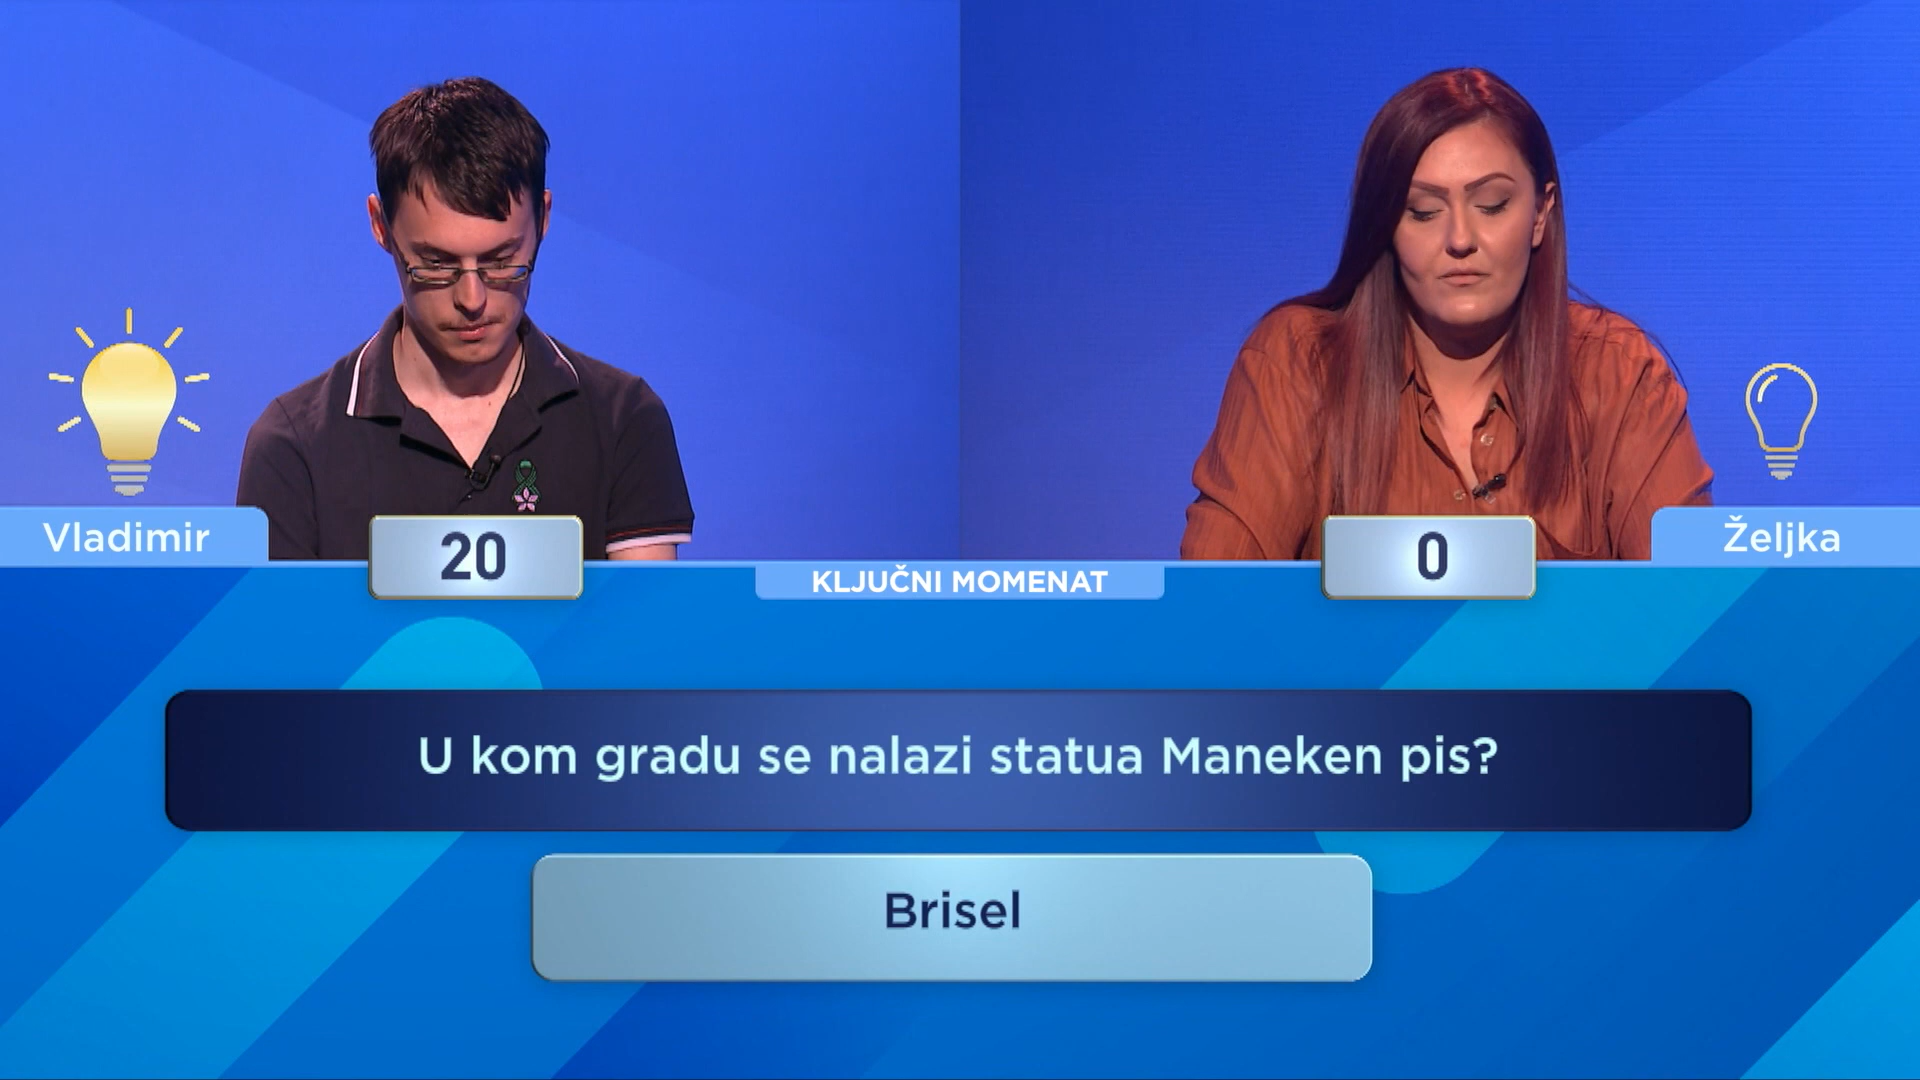 Vladimir
20
KLJUČNI MOMENAT
0
Željka
U kom gradu se nalazi statua Maneken pis?
Brisel